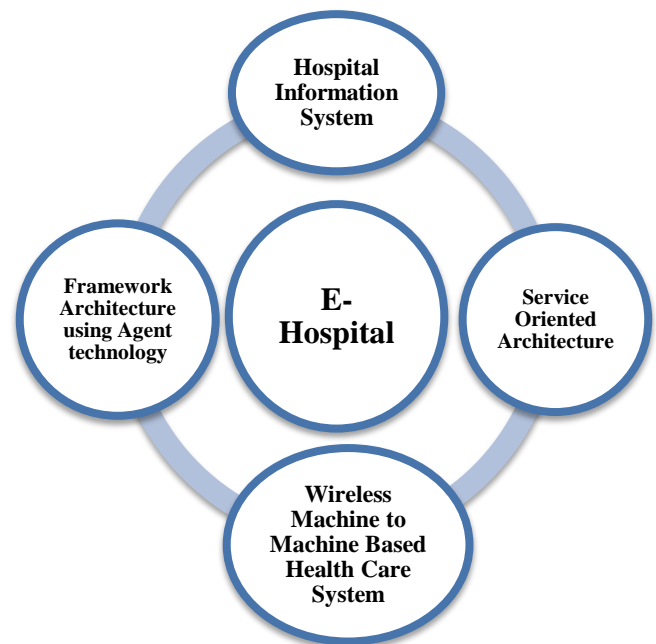 Hospital
Information
System
Framework
Architecture
using Agent
technology
E-
Hospital
Service
Oriented
Architecture
Wireless
Machine to
Machine Based
Health Care
System